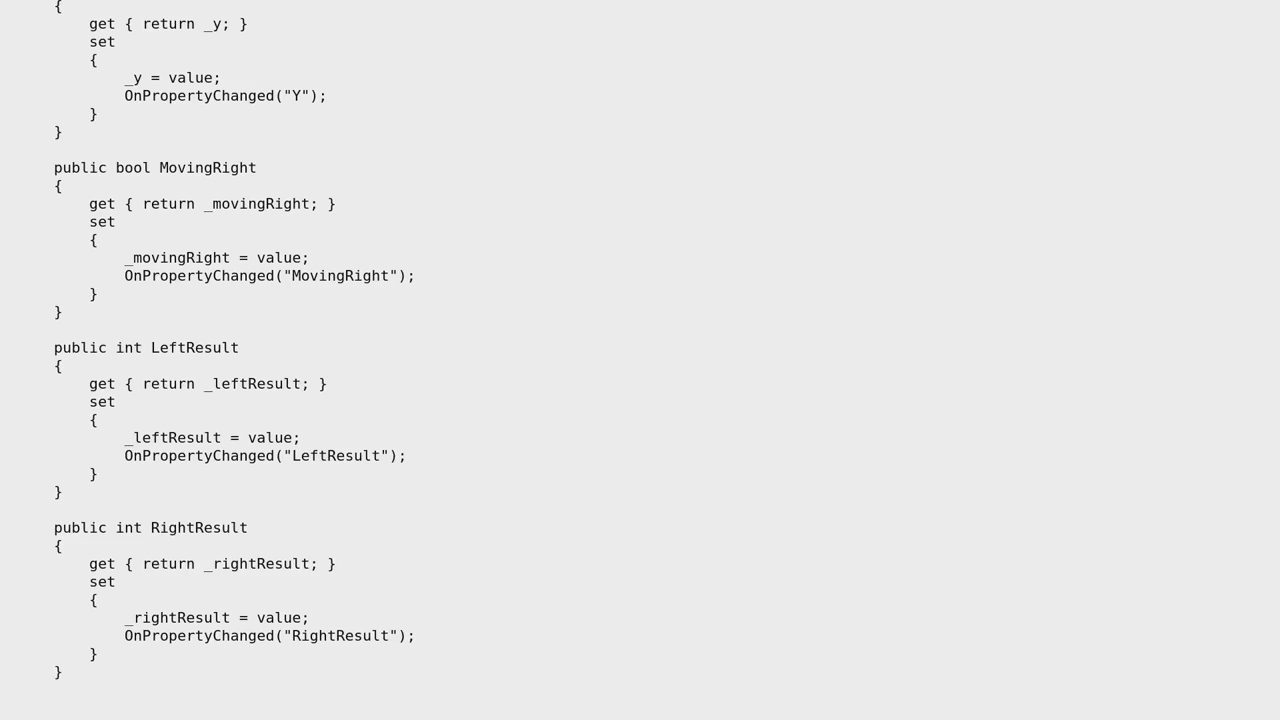 {
    get { return _y; }
    set
    {
        _y = value;
        OnPropertyChanged("Y");
    }
}

public bool MovingRight
{
    get { return _movingRight; }
    set
    {
        _movingRight = value;
        OnPropertyChanged("MovingRight");
    }
}

public int LeftResult
{
    get { return _leftResult; }
    set
    {
        _leftResult = value;
        OnPropertyChanged("LeftResult");
    }
}

public int RightResult
{
    get { return _rightResult; }
    set
    {
        _rightResult = value;
        OnPropertyChanged("RightResult");
    }
}